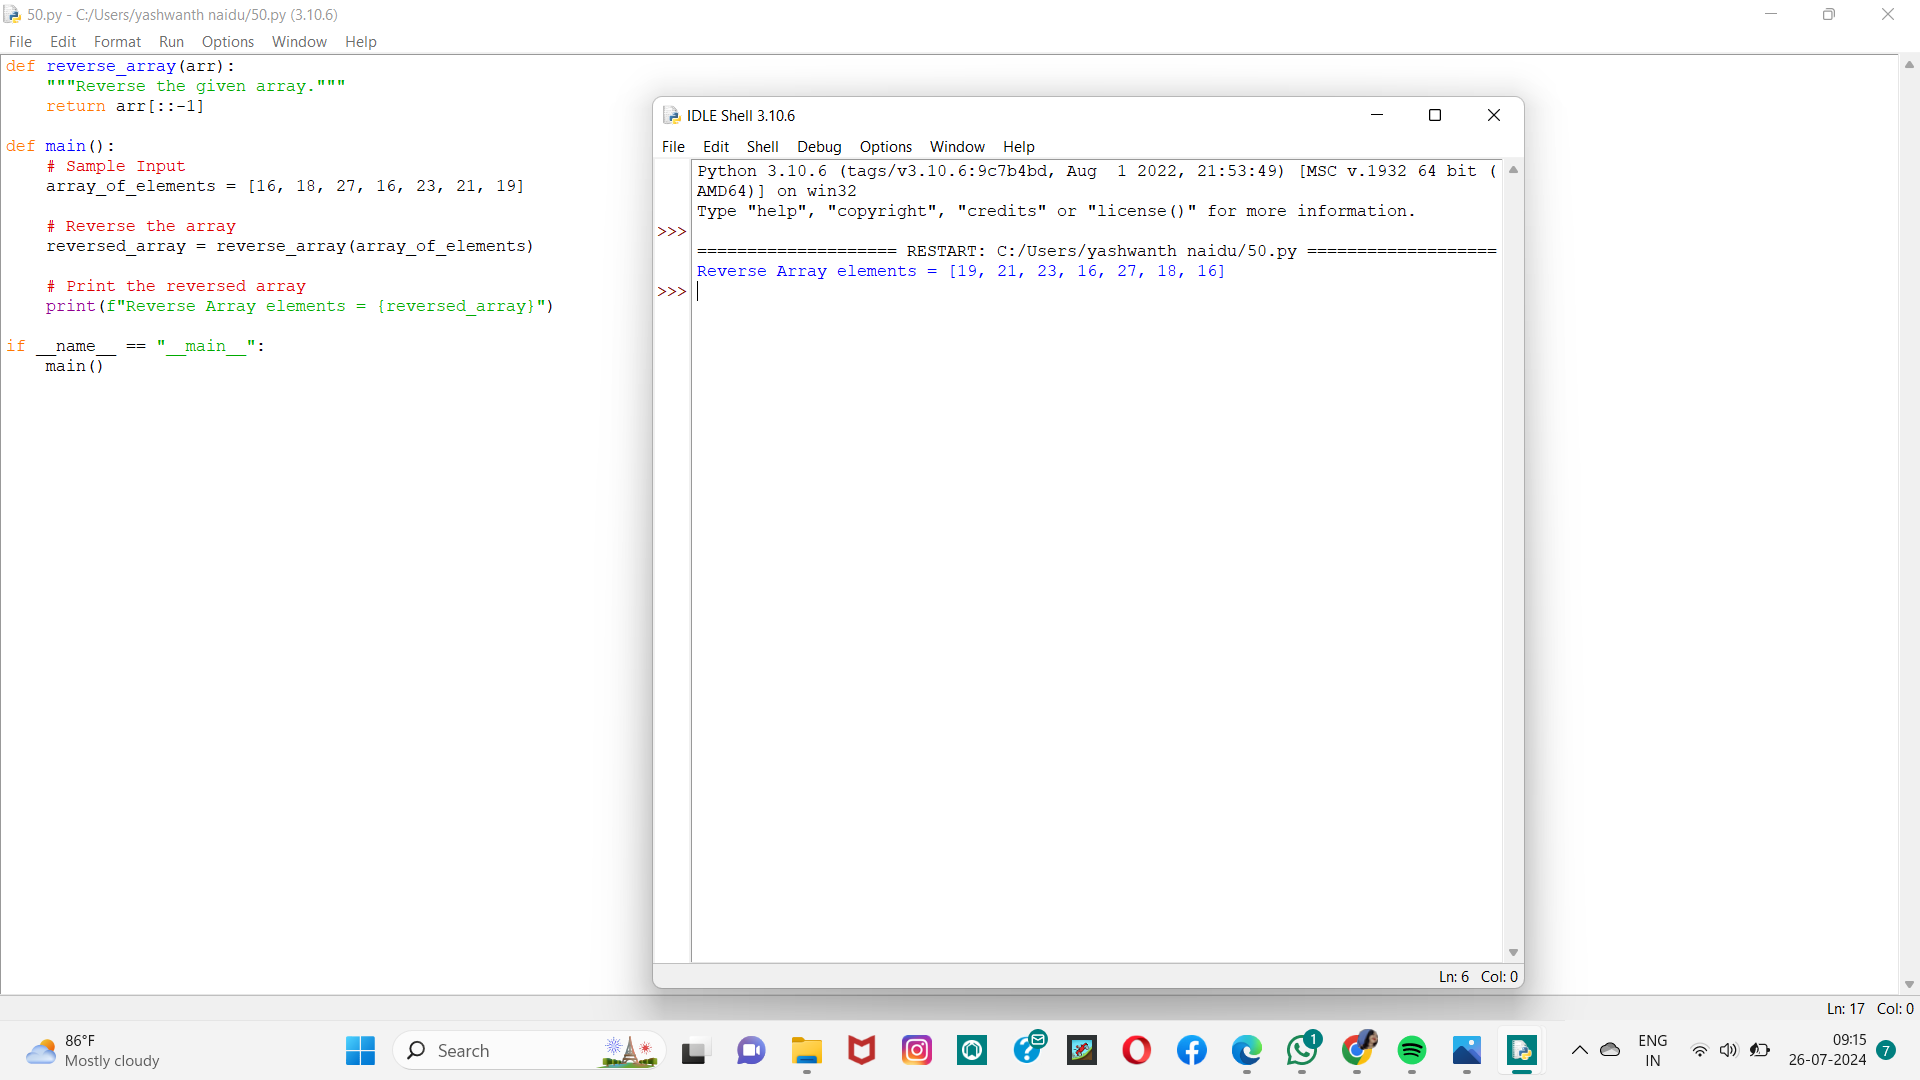 50.py - C:/Users/yashwanth naidu/50.py (3.10.6)
File Edit Format Run Options Window Help
def reverse_array(arr):
    """Reverse the given array."""
    return arr[::-1]
def main():
    # Sample Input
    array_of_elements = [16, 18, 27, 16, 23, 21, 19]
    # Reverse the array
    reversed_array = reverse_array(array_of_elements)
    # Print the reversed array
    print(f"Reverse Array elements = {reversed_array}")
if __name__ == "__main__":
    main()
IDLE Shell 3.10.6
File Edit Shell Debug Options Window Help
Python 3.10.6 (tags/v3.10.6:9c7b4bd, Aug  1 2022, 21:53:49) [MSC v.1932 64 bit (
AMD64)] on win32
Type "help", "copyright", "credits" or "license()" for more information.
>>>
==================== RESTART: C:/Users/yashwanth naidu/50.py ===================
Reverse Array elements = [19, 21, 23, 16, 27, 18, 16]
>>>
Ln: 6 Col: 0
Ln: 17 Col: 0
86°F
Mostly cloudy
Search
1
ENG
IN
09:15
26-07-2024
7